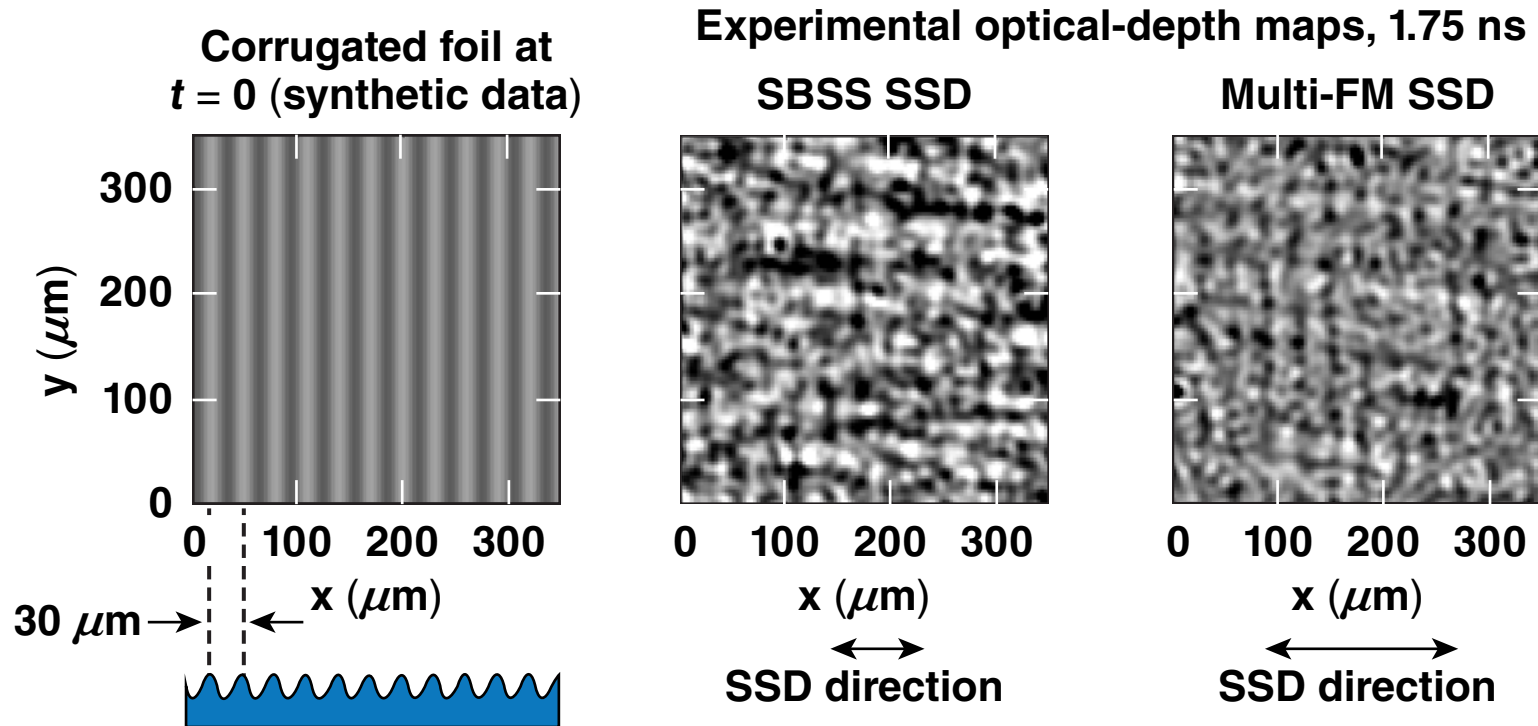 Experimental optical-depth maps, 1.75 ns
Corrugated foil at
t = 0 (synthetic data)
SBSS SSD
Multi-FM SSD
y (μm)
300
200
100
0
0 100 200 300
x (μm)
0 100 200 300
x (μm)
0 100 200 300
x (μm)
30 μm
SSD direction
SSD direction